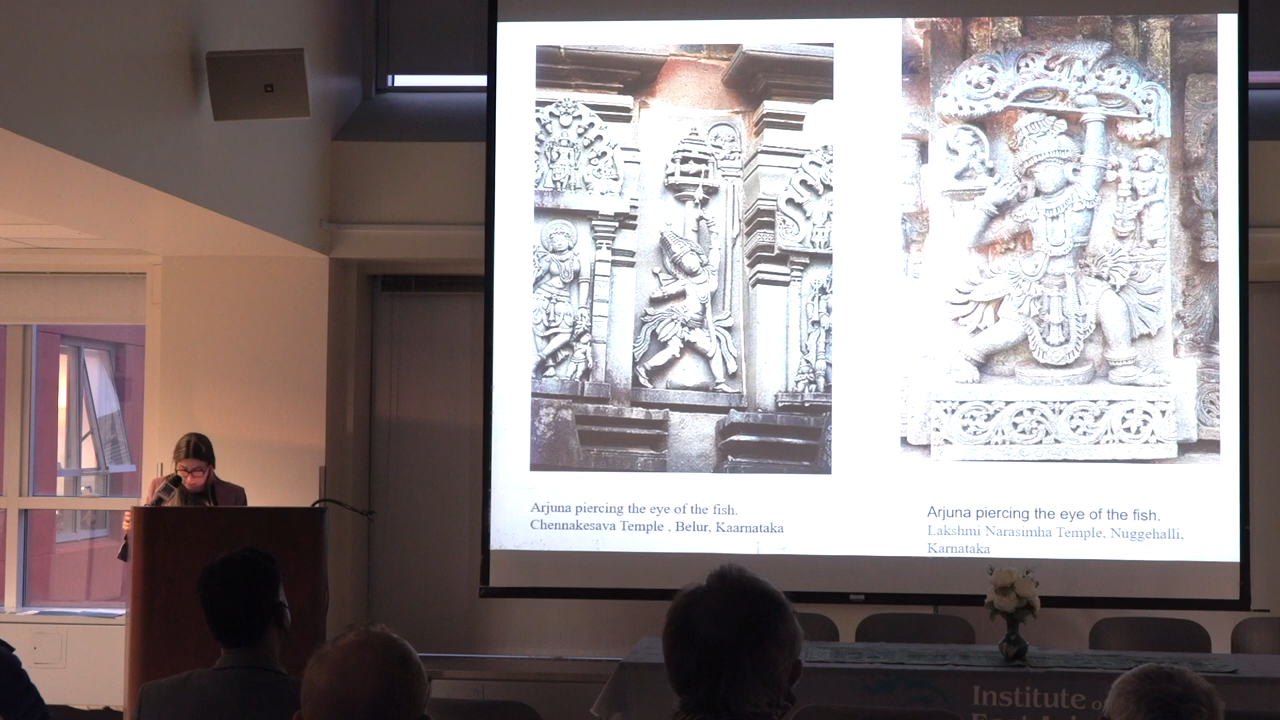 Arjuna piercing the eye of the fish.
Chennakesava Temple , Belur, Kaarnataka
Arjuna piercing the eye of the fish.
Lakshmi Narasimha Temple, Nuggehalli,
Karnataka
Institute of